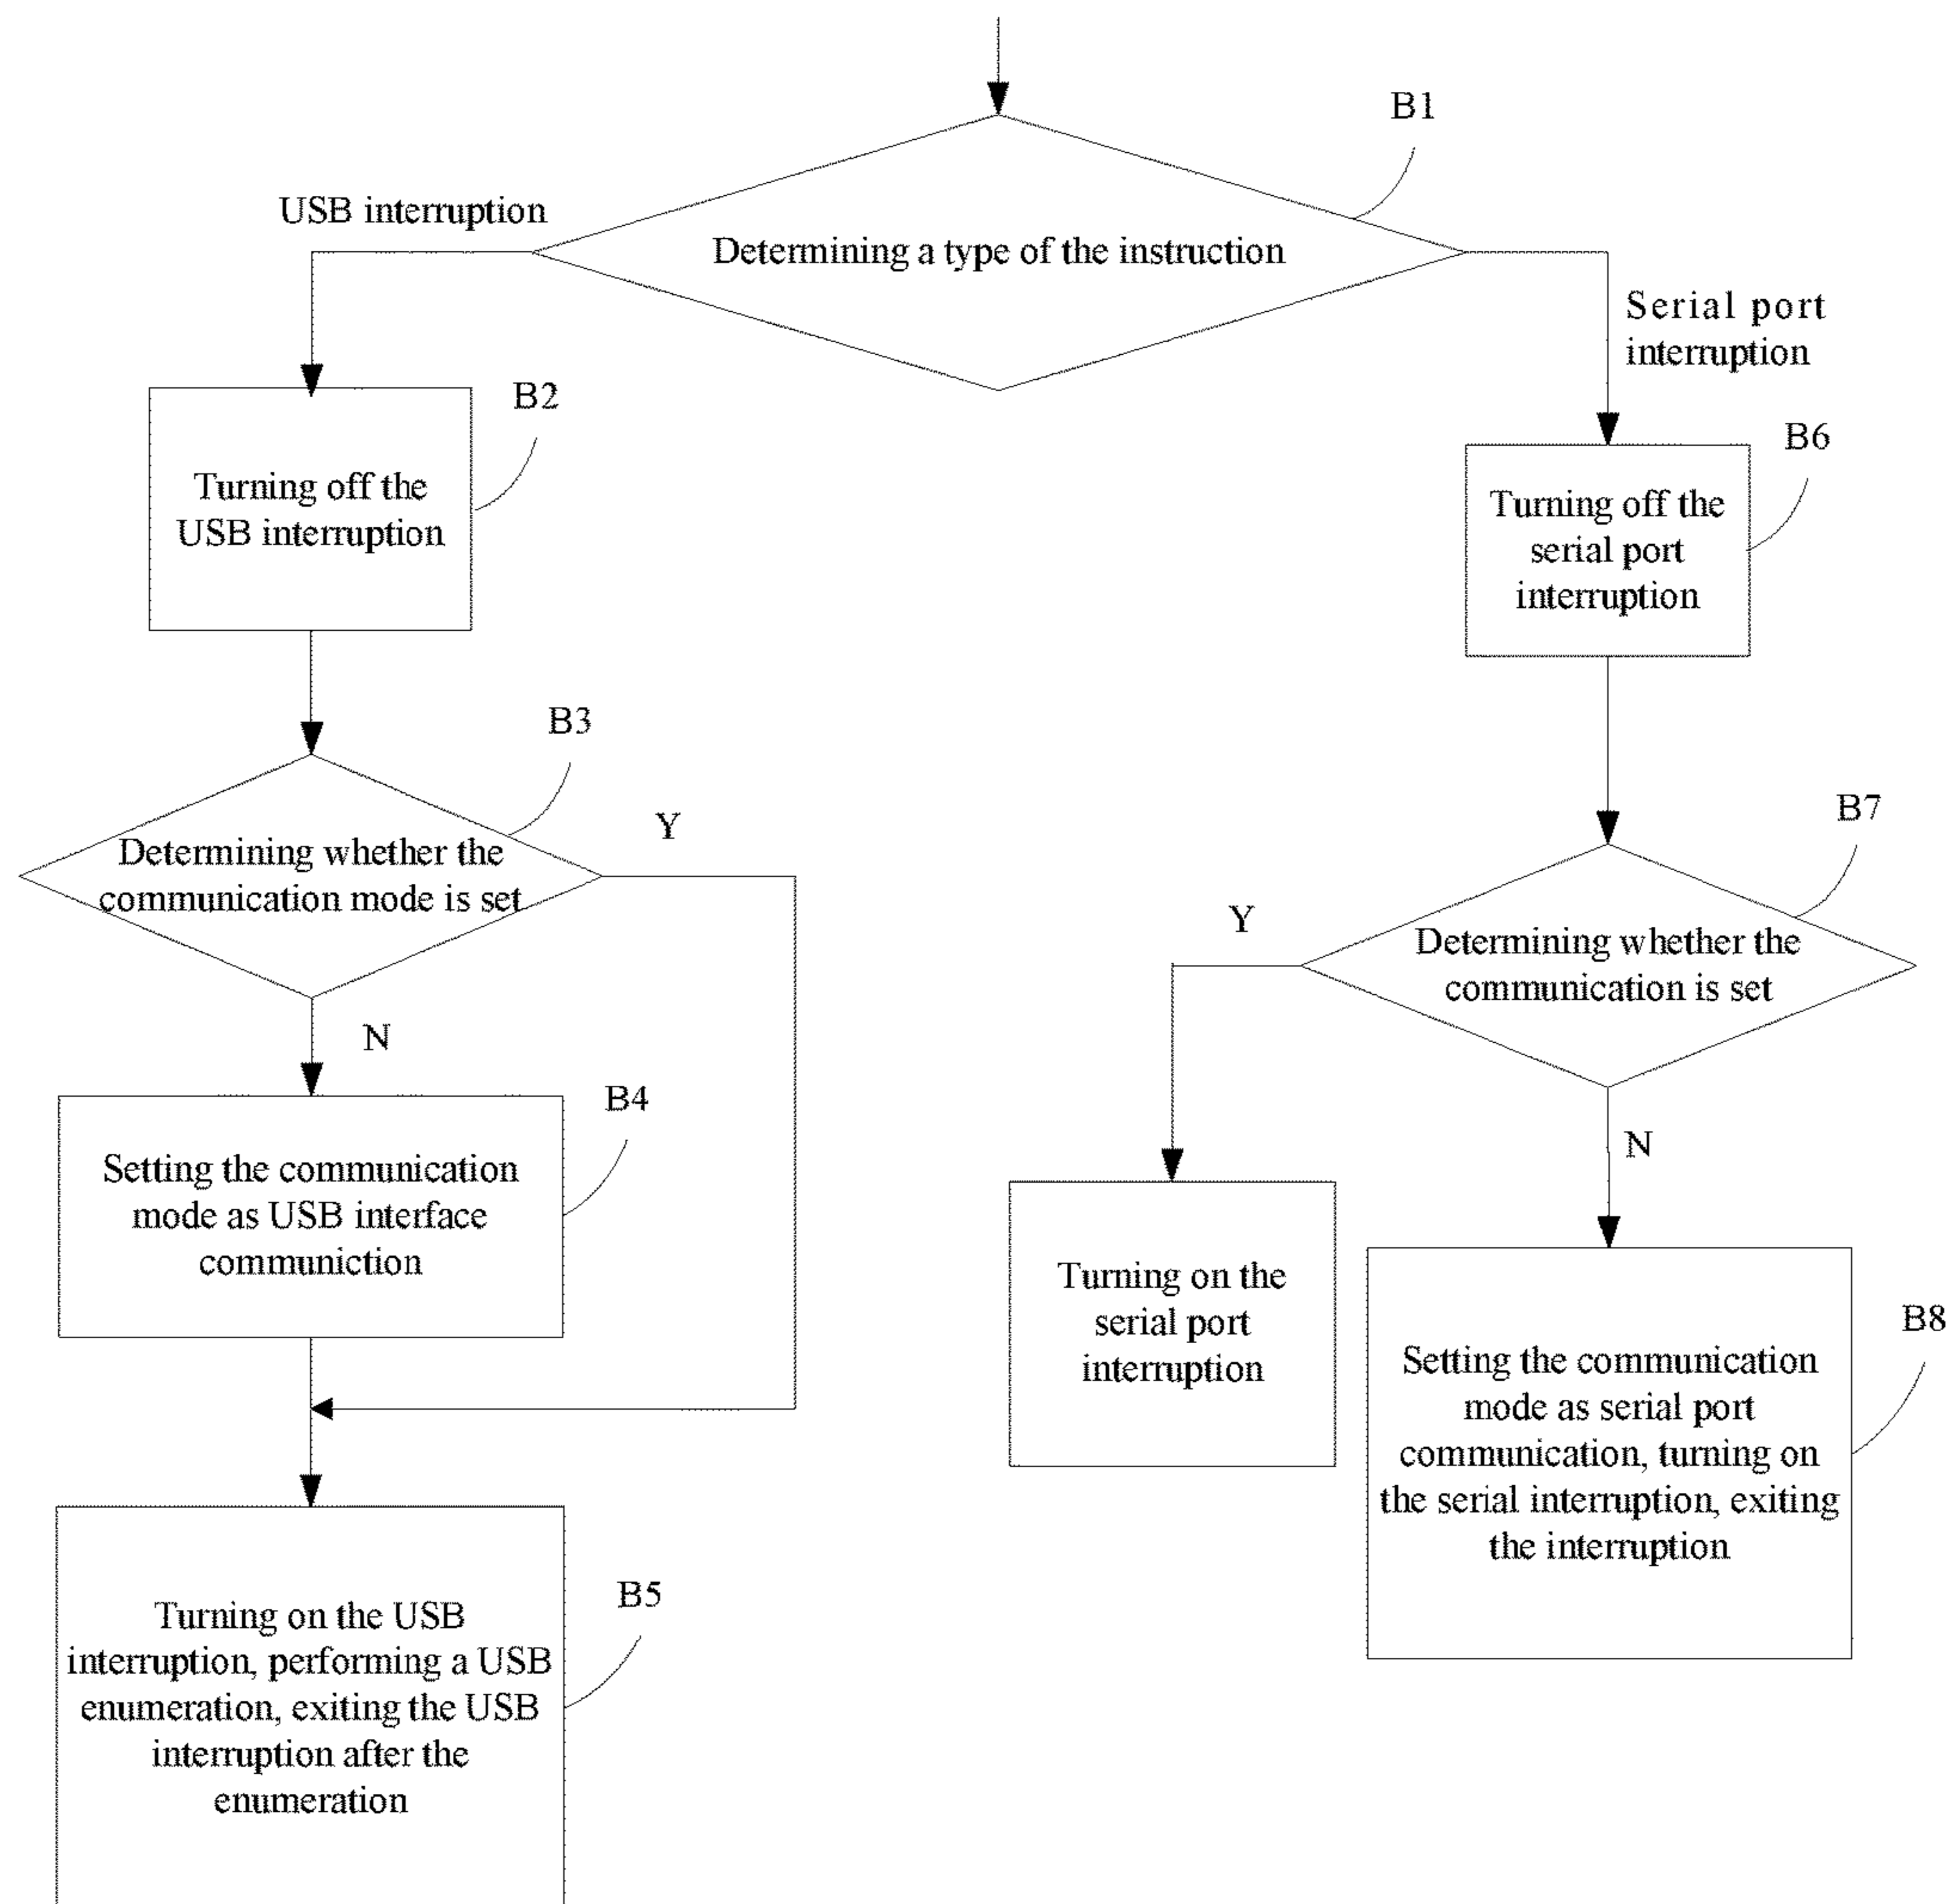 B1
USB interruption
Determining a type of the instruction
Serial port
interruption
B2
Turning off the
USB interruption
B6
Turning off the
serial port
interruption
B3
Y
Determining whether the
communication mode is set
B7
Y
Determining whether the
communication is set
N
N
B4
Setting the communication
mode as USB interface
communiction
Turning on the
serial port
interruption
B8
Setting the communication
mode as serial port
communication, turning on
the serial interruption, exiting
the interruption
B5
Turning on the USB
interruption, performing a USB
enumeration, exiting the USB
interruption after the
enumeration